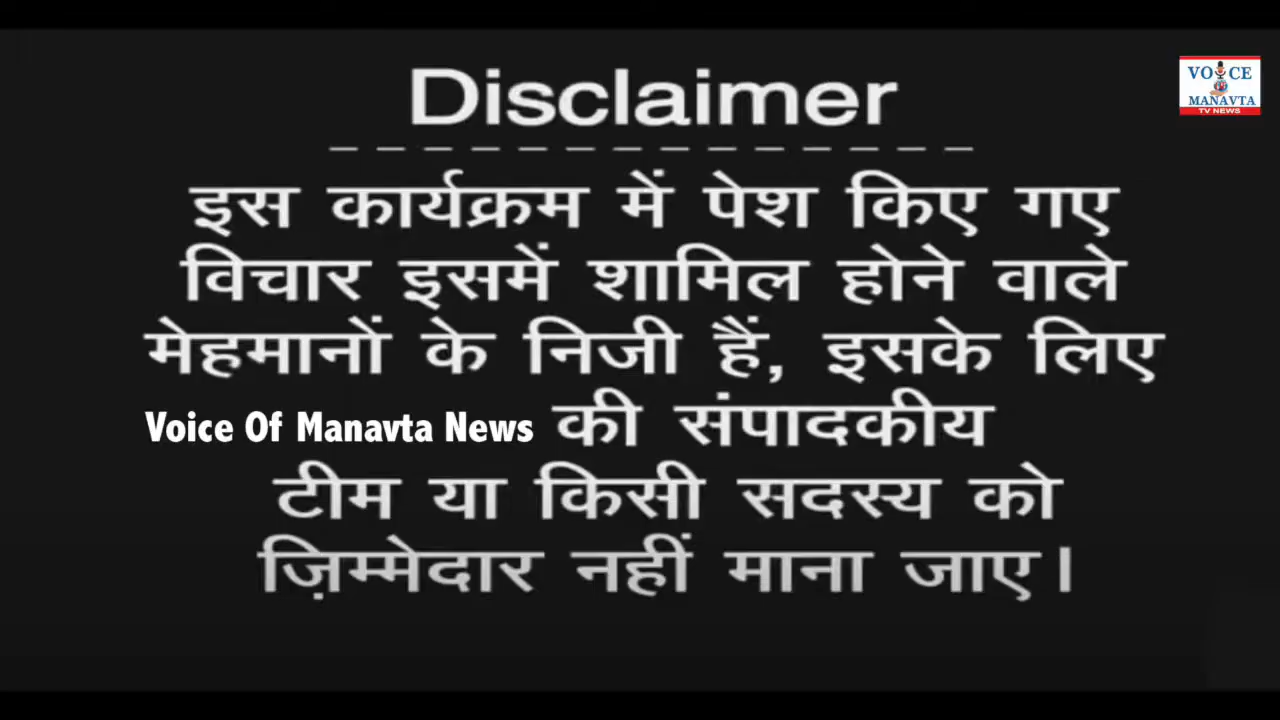 Disclaimer
VOICE
MANAVTA
TV NEWS
इस कार्यक्रम में पेश किए गए
विचार इसमें शामिल होने वाले
मेहमानों के निजी हैं, इसके लिए
Voice Of Manavta News की संपादकीय
टीम या किसी सदस्य को
ज़िम्मेदार नहीं माना जाए।